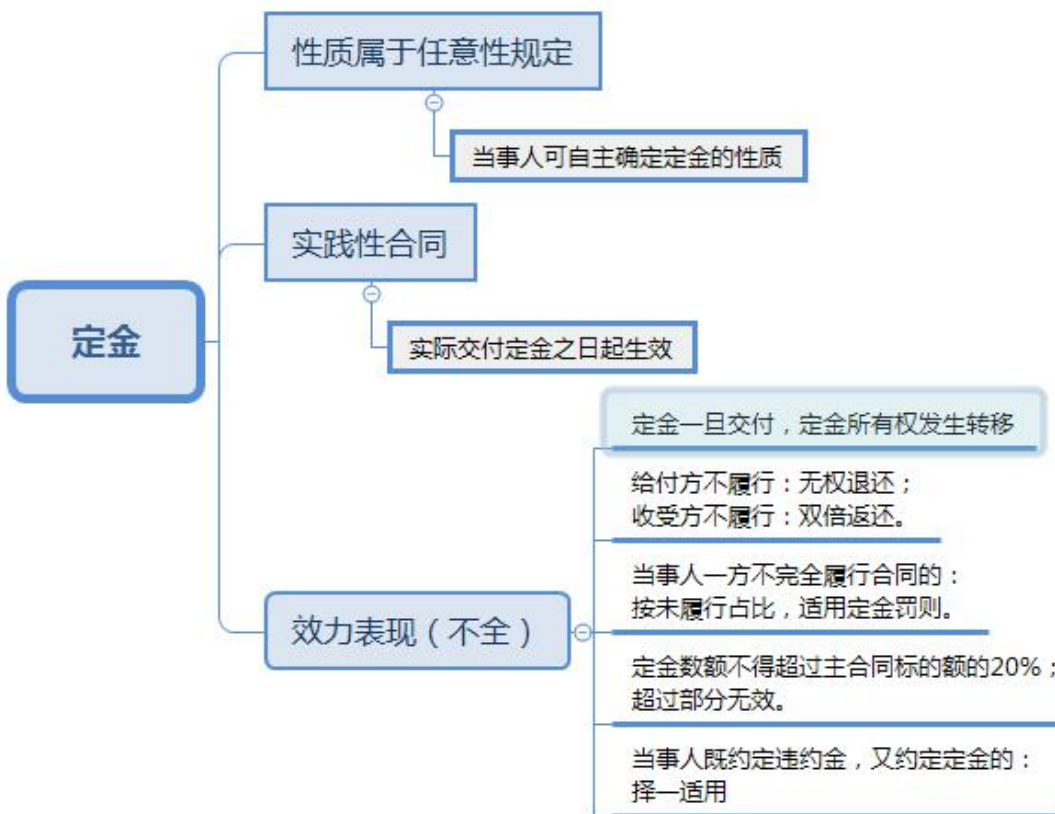 性质属于任意性规定
当事人可自主确定定金的性质
实践性合同
定金
实际交付定金之日起生效
定金一旦交付，定金所有权发生转移
给付方不履行：无权退还；
收受方不履行：双倍返还。
当事人一方不完全履行合同的：
按未履行占比，适用定金罚则。
效力表现（不全）
定金数额不得超过主合同标的额的20%；
超过部分无效。
当事人既约定违约金，又约定定金的：
择一适用